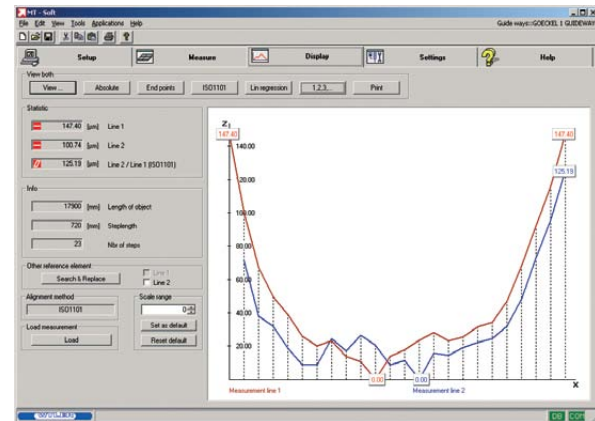 MT - Soft
File Edit View Tools Applications Help
Guide ways::GOECKEL 1 GUIDEWAY
Setup Measure Display Settings Help
View both
View ... Absolute End points ISO1101 Lin regression 1,2,3,... Print
Statistic
147.40 [µm] Line 1
100.74 [µm] Line 2
125.19 [µm] Line 2 / Line 1 (ISO1101)
Info
17900 [mm] Length of object
720 [mm] Steplength
23 Nbr of steps
Other reference element
Search & Replace
Line 1
Line 2
Alignment method
ISO1101
Scale range
0
Set as default
Reset default
Load measurement
Load
Z
147.40
147.40
140.00
125.19
120.00
100.00
80.00
60.00
40.00
20.00
0.00
0.00
X
Measurement line 1
Measurement line 2
WYLER AG
DB COM